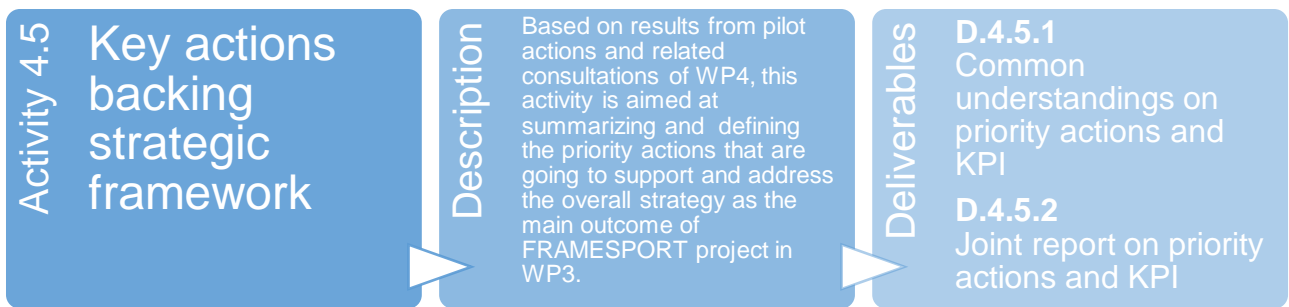 Activity 4.5
Key actions
backing
strategic
framework
Description
Based on results from pilot
actions and related
consultations of WP4, this
activity is aimed at
summarizing and defining
the priority actions that are
going to support and address
the overall strategy as the
main outcome of
FRAMESPORT project in
WP3.
Deliverables
D.4.5.1
Common
understandings on
priority actions and
KPI
D.4.5.2
Joint report on priority
actions and KPI